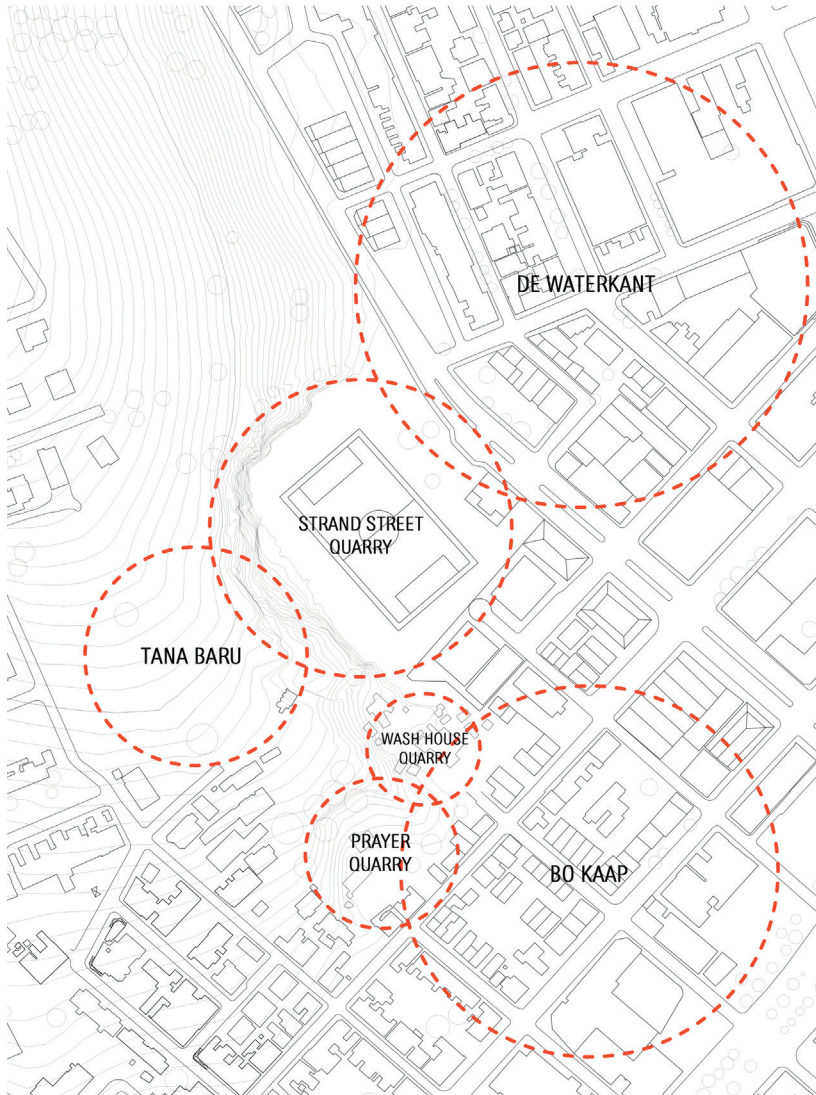 DE WATERKANT
STRAND STREET
QUARRY
TANA BARU
WASH HOUSE
QUARRY
PRAYER
QUARRY
BO KAAP